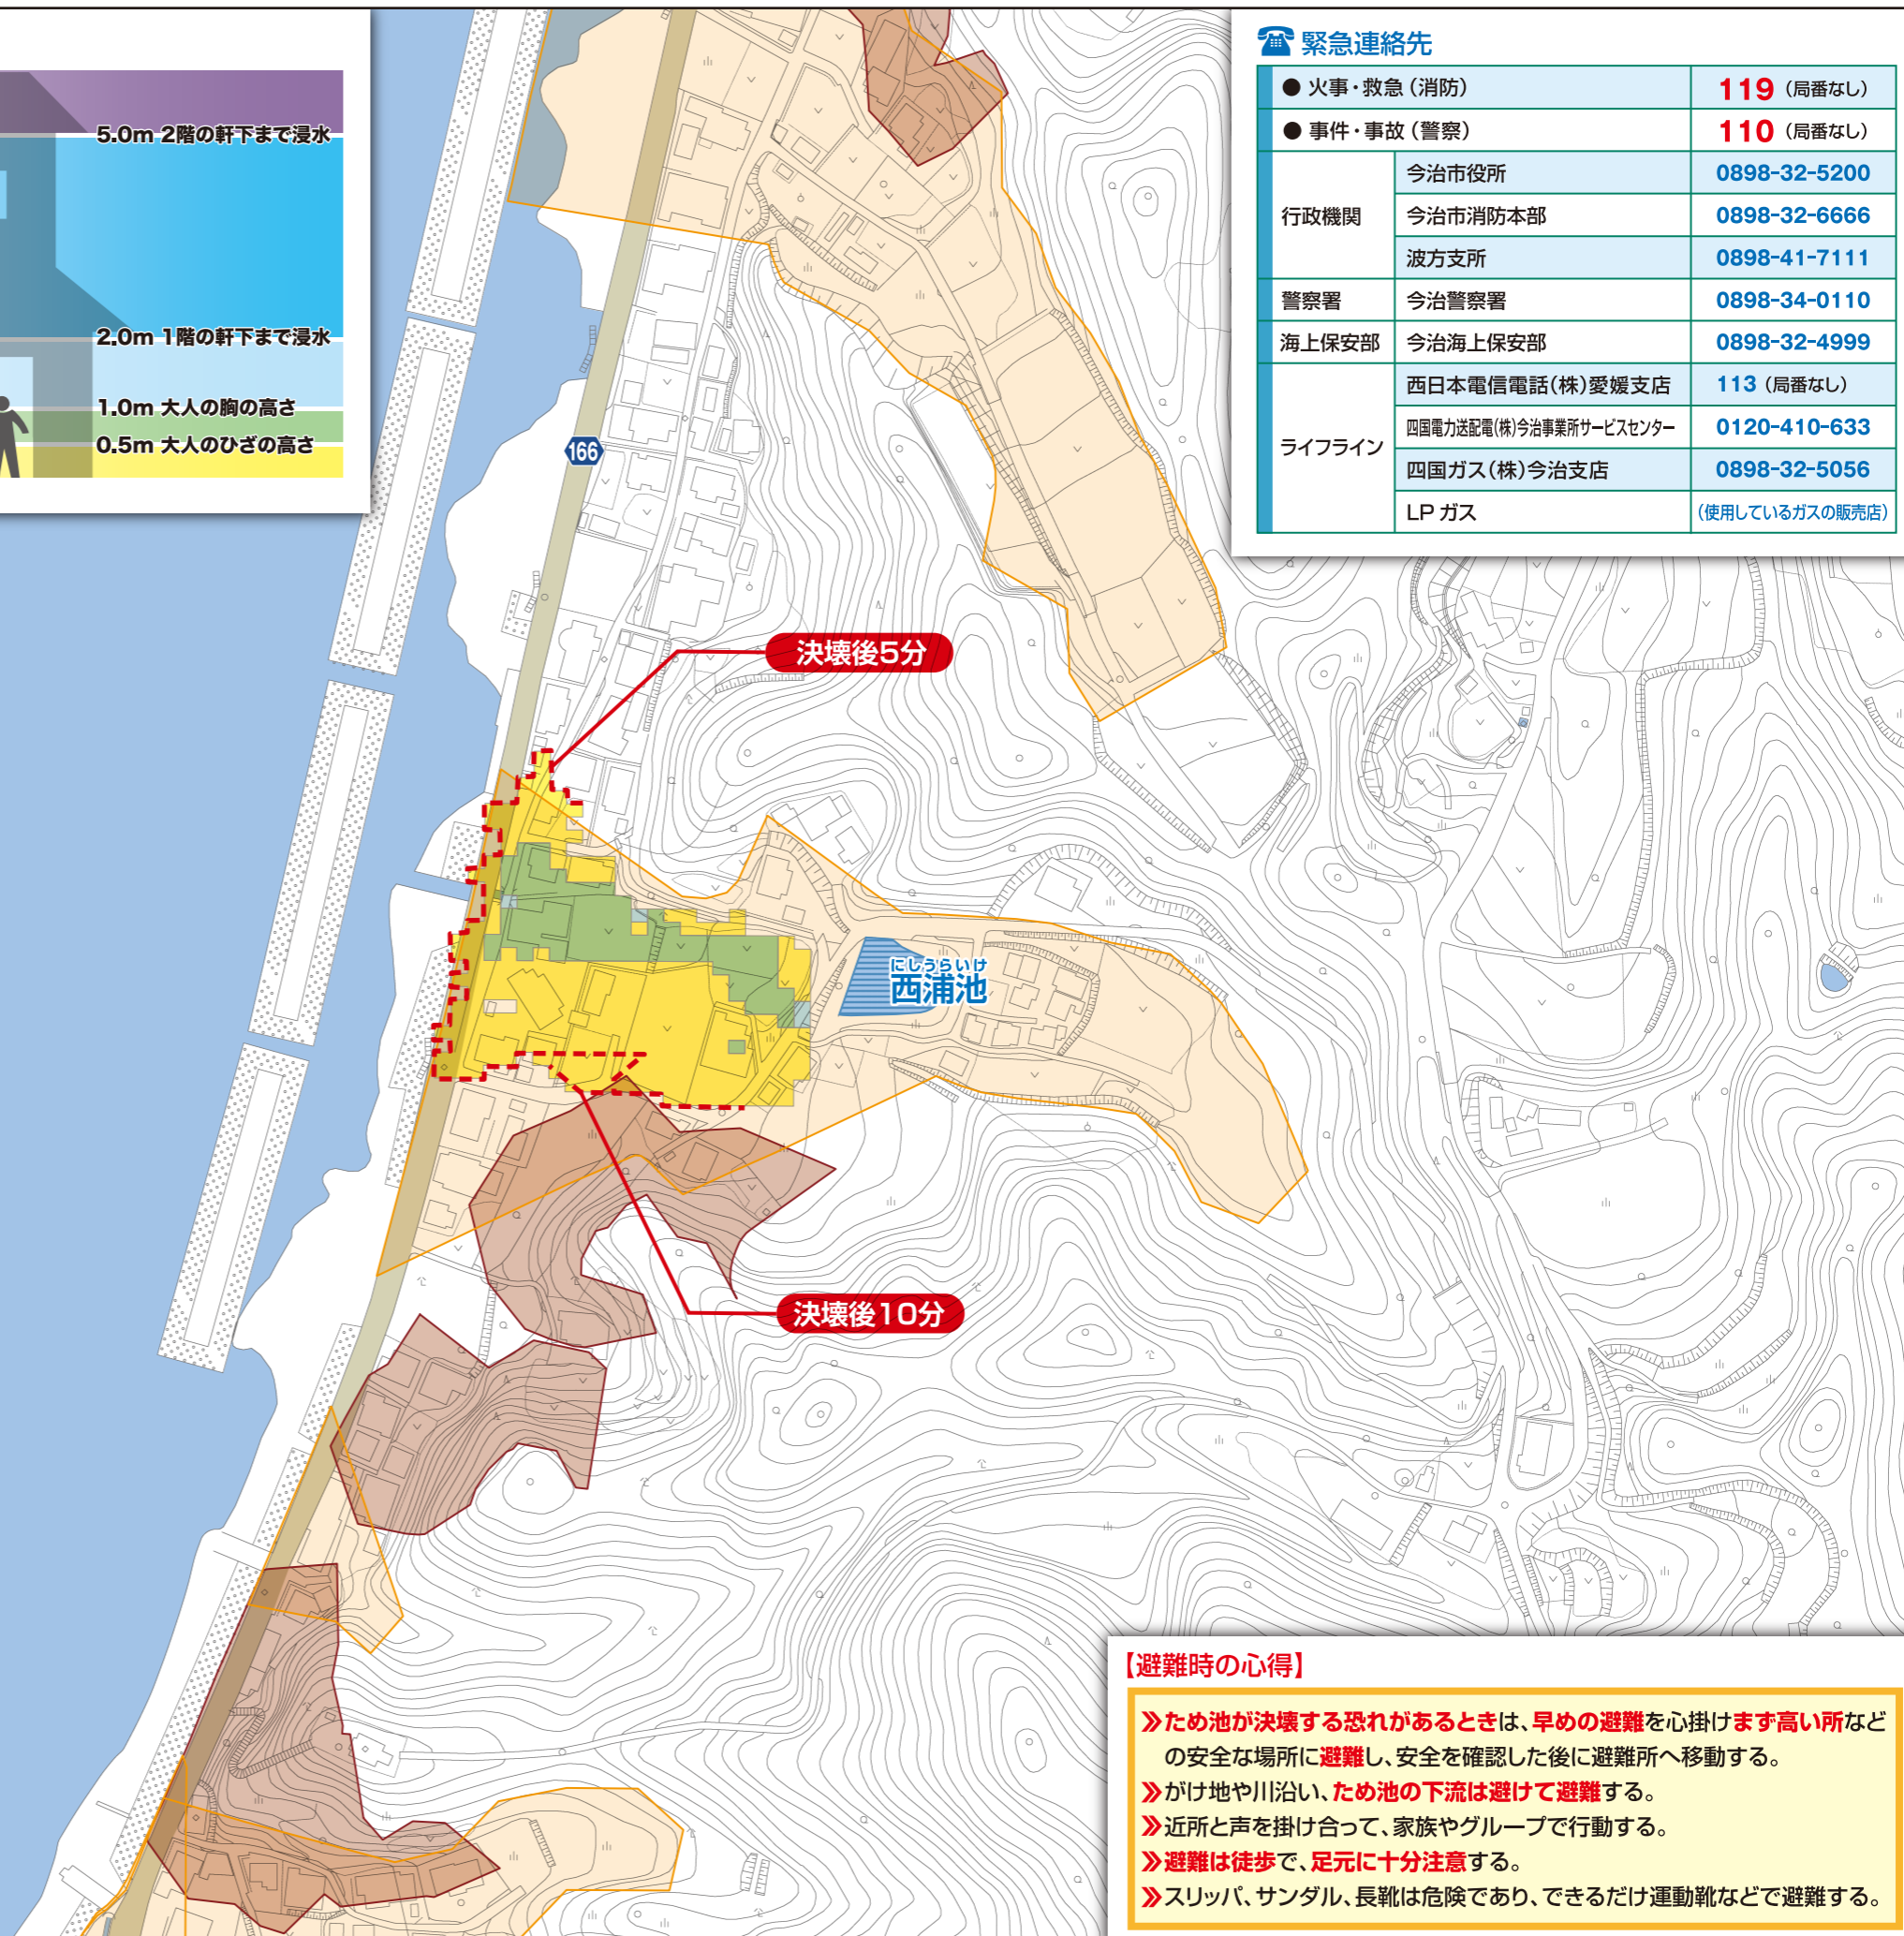 5.0m 2階の軒下まで浸水
2.0m 1階の軒下まで浸水
1.0m 大人の胸の高さ
0.5m 大人のひざの高さ
緊急連絡先
● 火事・救急（消防） 119（局番なし）
● 事件・事故（警察） 110（局番なし）
行政機関
今治市役所 0898-32-5200
今治市消防本部 0898-32-6666
波方支所 0898-41-7111
警察署 今治警察署 0898-34-0110
海上保安部 今治海上保安部 0898-32-4999
ライフライン
西日本電信電話（株）愛媛支店 113（局番なし）
四国電力送配電（株）今治事業所サービスセンター 0120-410-633
四国ガス（株）今治支店 0898-32-5056
LPガス （使用しているガスの販売店）
166
決壊後5分
にしうらいけ
西浦池
決壊後10分
【避難時の心得】
≫ため池が決壊する恐れがあるときは、早めの避難を心掛けまず高い所など
の安全な場所に避難し、安全を確認した後に避難所へ移動する。
≫がけ地や川沿い、ため池の下流は避けて避難する。
≫近所と声を掛け合って、家族やグループで行動する。
≫避難は徒歩で、足元に十分注意する。
≫スリッパ、サンダル、長靴は危険であり、できるだけ運動靴などで避難する。